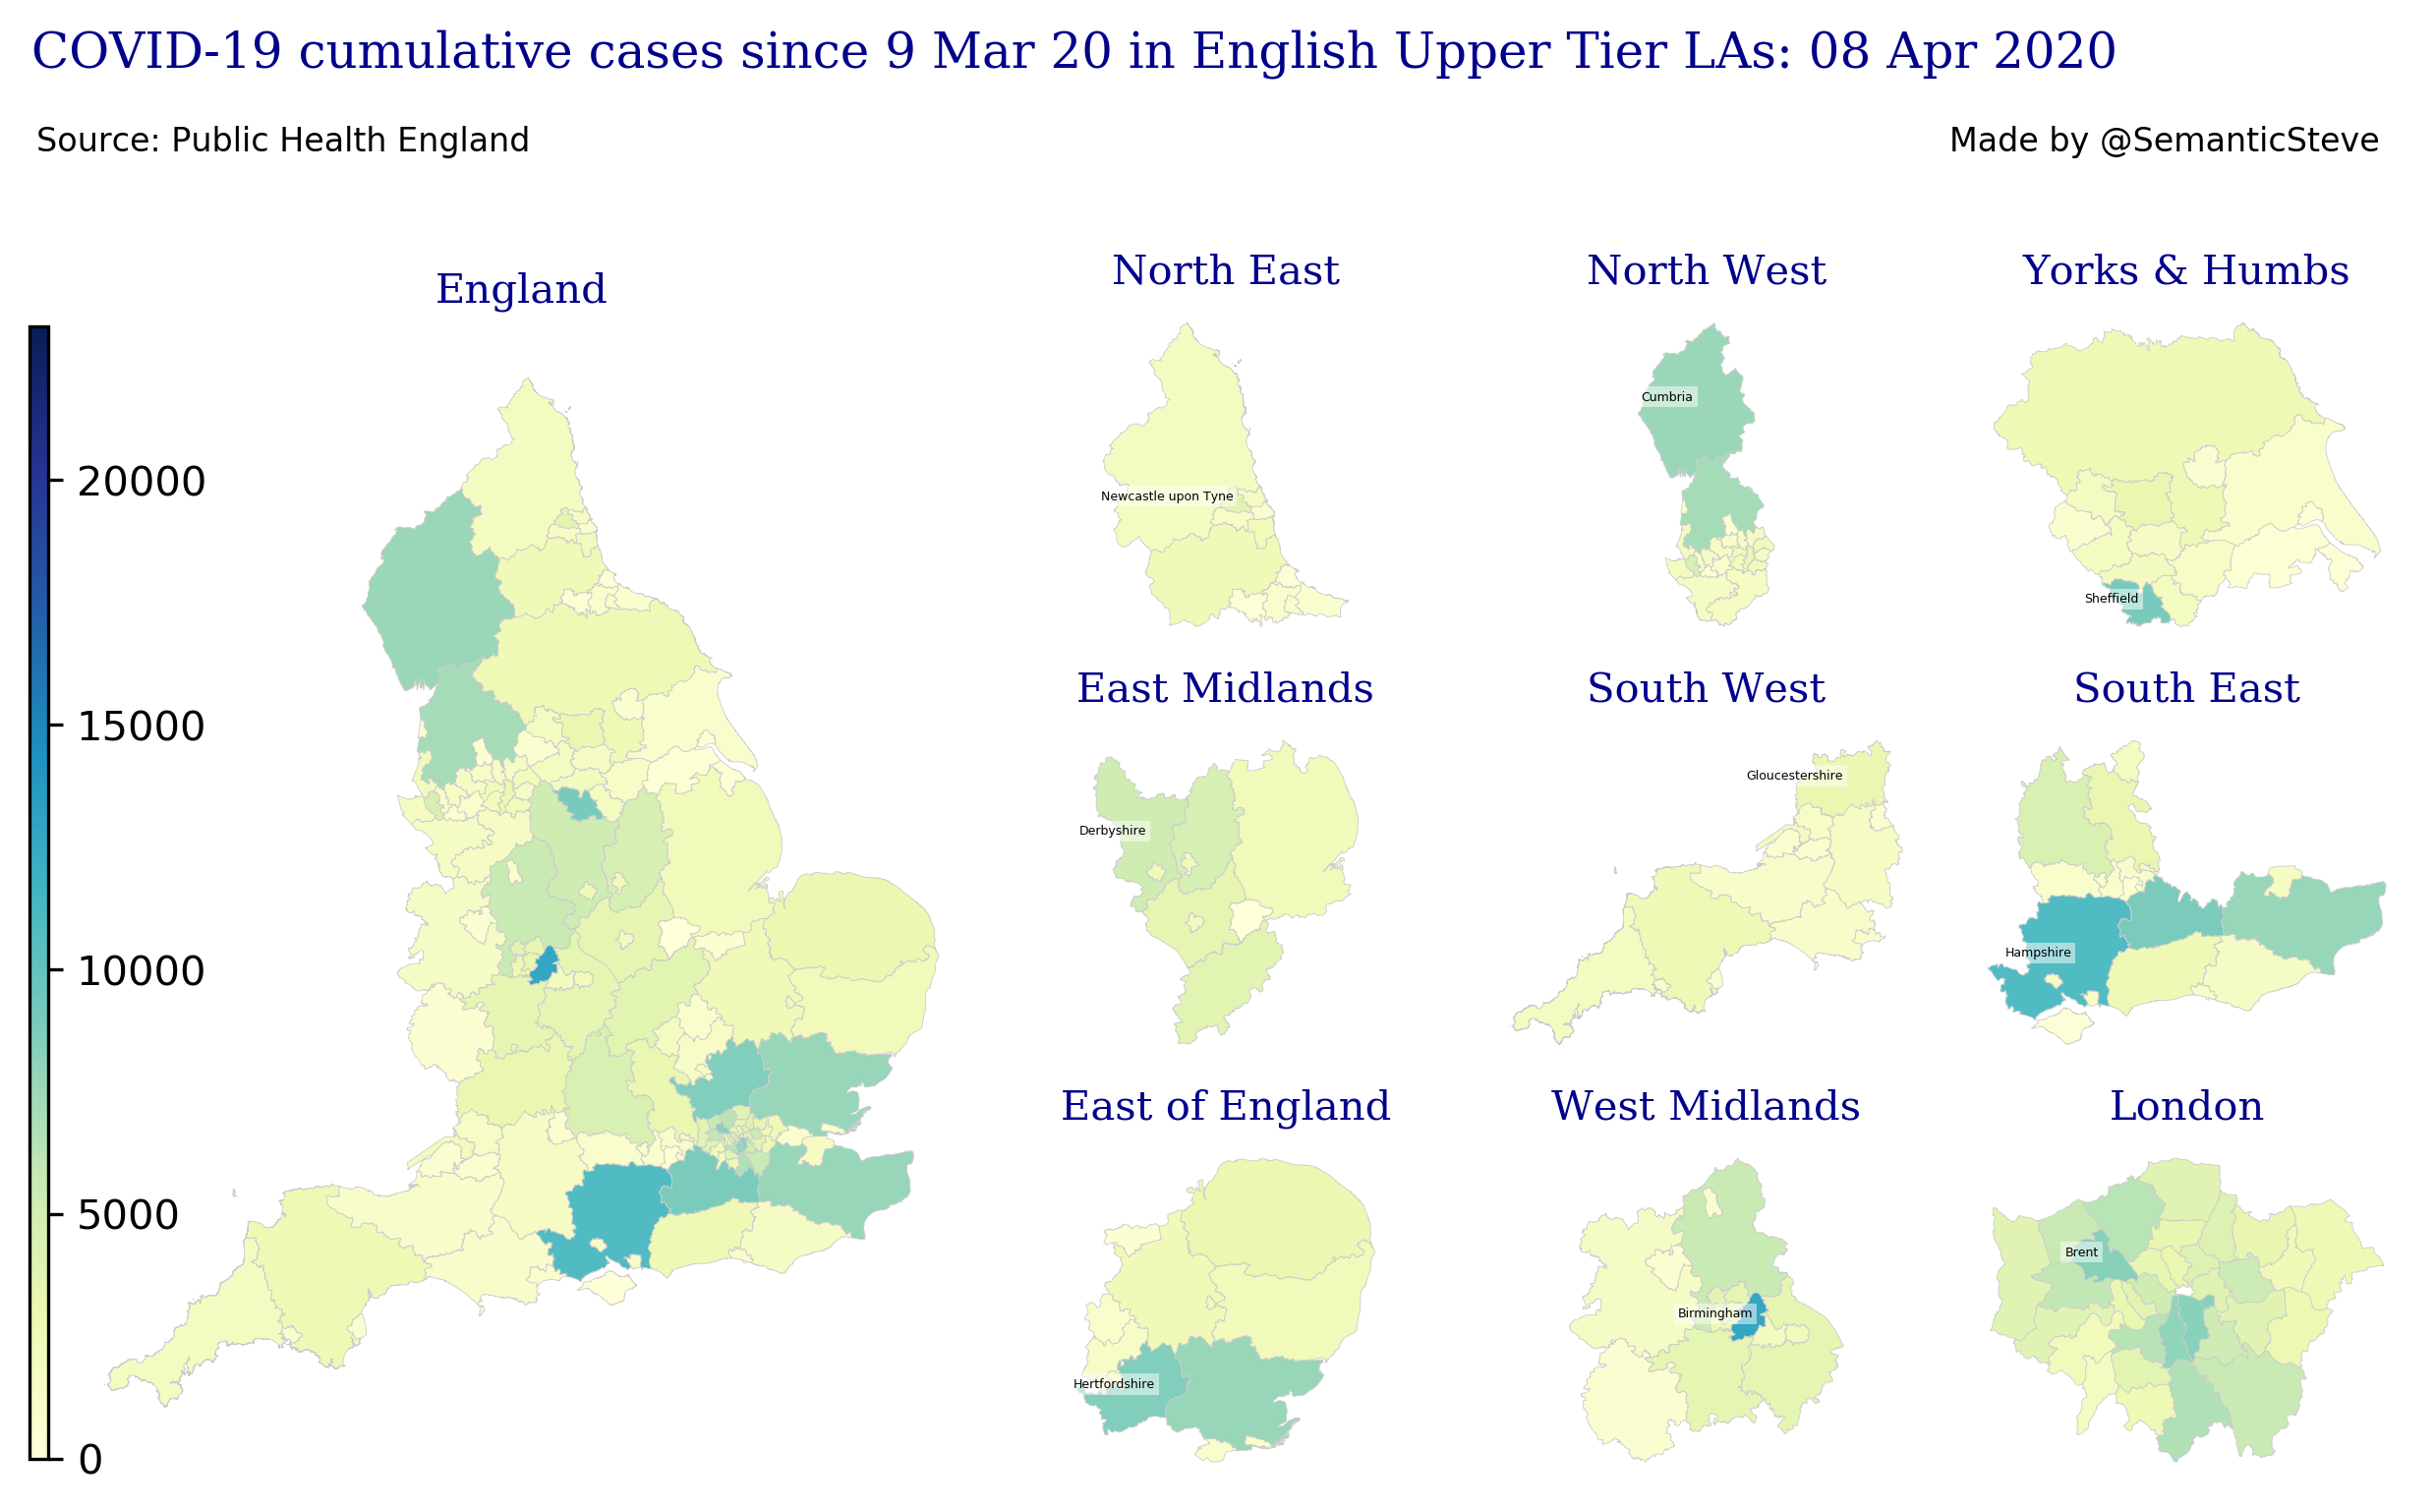 COVID-19 cumulative cases since 9 Mar 20 in English Upper Tier LAs: 08 Apr 2020
Source: Public Health England
Made by @SemanticSteve
England
20000
15000
10000
5000
0
North East
Newcastle upon Tyne
North West
Cumbria
Yorks & Humbs
Sheffield
East Midlands
Derbyshire
South West
Gloucestershire
South East
Hampshire
East of England
Hertfordshire
West Midlands
Birmingham
London
Brent